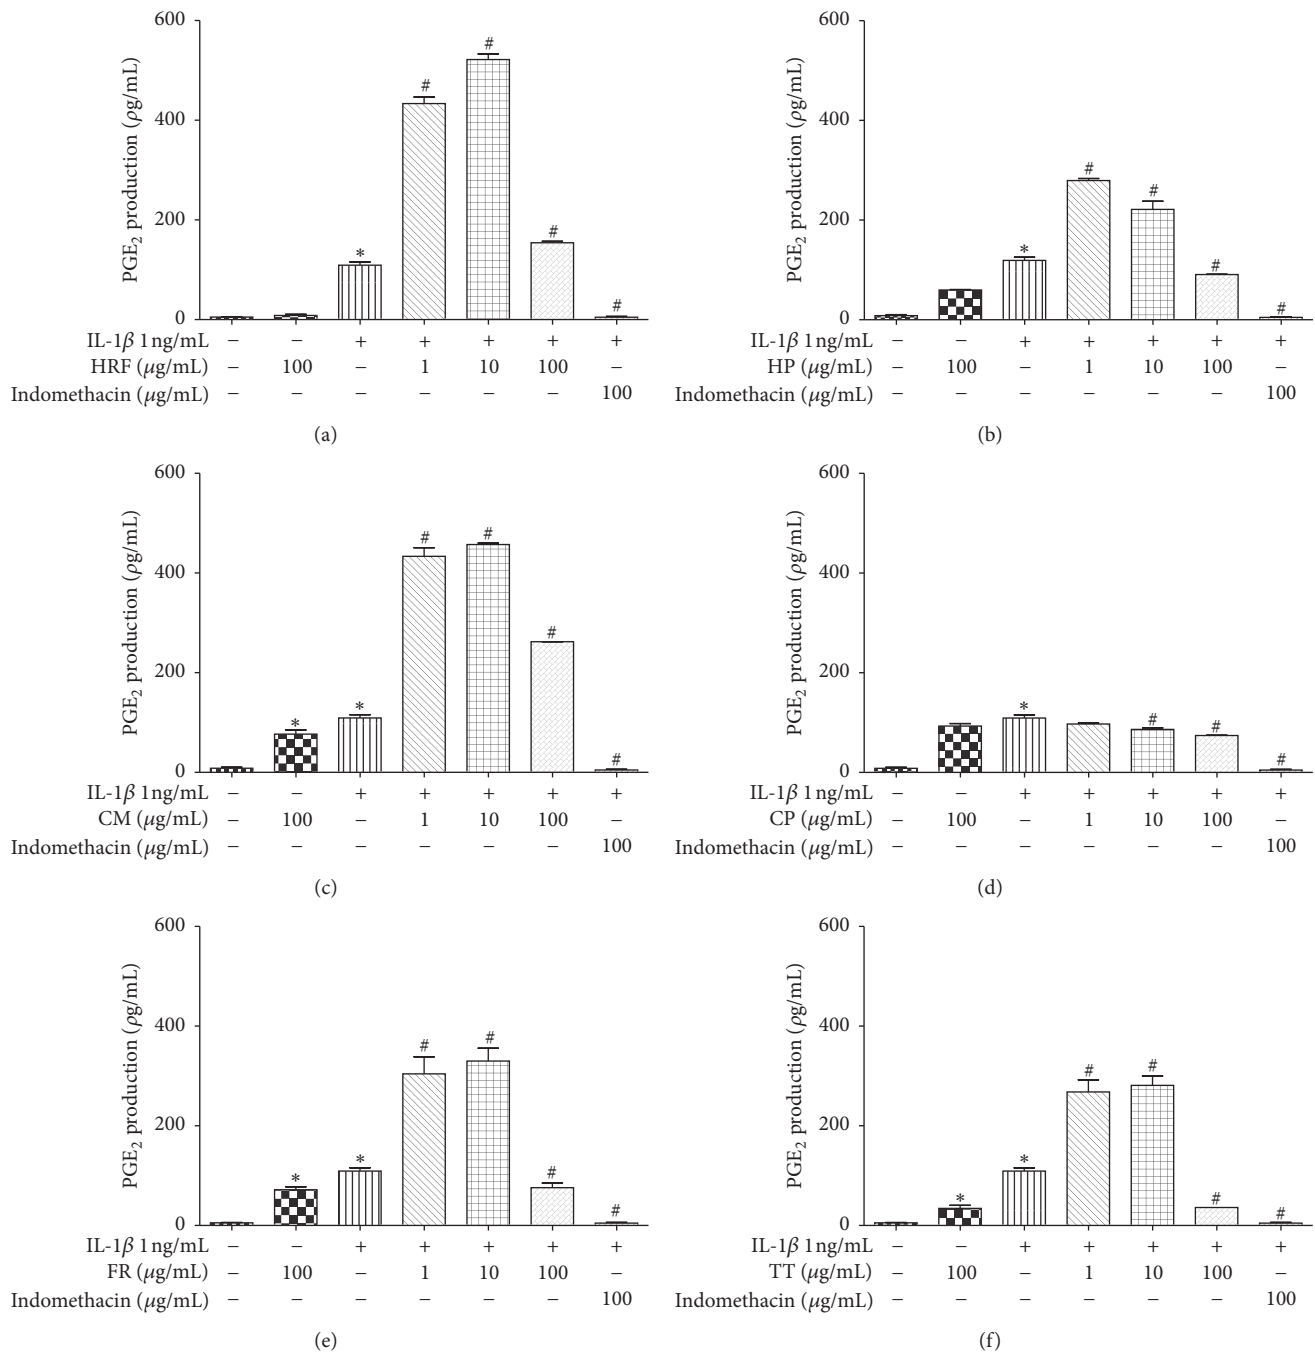 600
400
200
0
PGE₂ production (ρg/mL)
*
#
#
#
#
IL-1β 1 ng/mL – – + + + + +
HRF (μg/mL) – 100 – 1 10 100 –
Indomethacin (μg/mL) – – – – – – 100
(a)
600
400
200
0
PGE₂ production (ρg/mL)
*
#
#
#
#
IL-1β 1 ng/mL – – + + + + +
HP (μg/mL) – 100 – 1 10 100 –
Indomethacin (μg/mL) – – – – – – 100
(b)
600
400
200
0
PGE₂ production (ρg/mL)
*
*
#
#
#
#
IL-1β 1 ng/mL – – + + + + +
CM (μg/mL) – 100 – 1 10 100 –
Indomethacin (μg/mL) – – – – – – 100
(c)
600
400
200
0
PGE₂ production (ρg/mL)
*
#
#
#
IL-1β 1 ng/mL – – + + + + +
CP (μg/mL) – 100 – 1 10 100 –
Indomethacin (μg/mL) – – – – – – 100
(d)
600
400
200
0
PGE₂ production (ρg/mL)
*
*
#
#
#
#
IL-1β 1 ng/mL – – + + + + +
FR (μg/mL) – 100 – 1 10 100 –
Indomethacin (μg/mL) – – – – – – 100
(e)
600
400
200
0
PGE₂ production (ρg/mL)
*
*
#
#
#
#
IL-1β 1 ng/mL – – + + + + +
TT (μg/mL) – 100 – 1 10 100 –
Indomethacin (μg/mL) – – – – – – 100
(f)